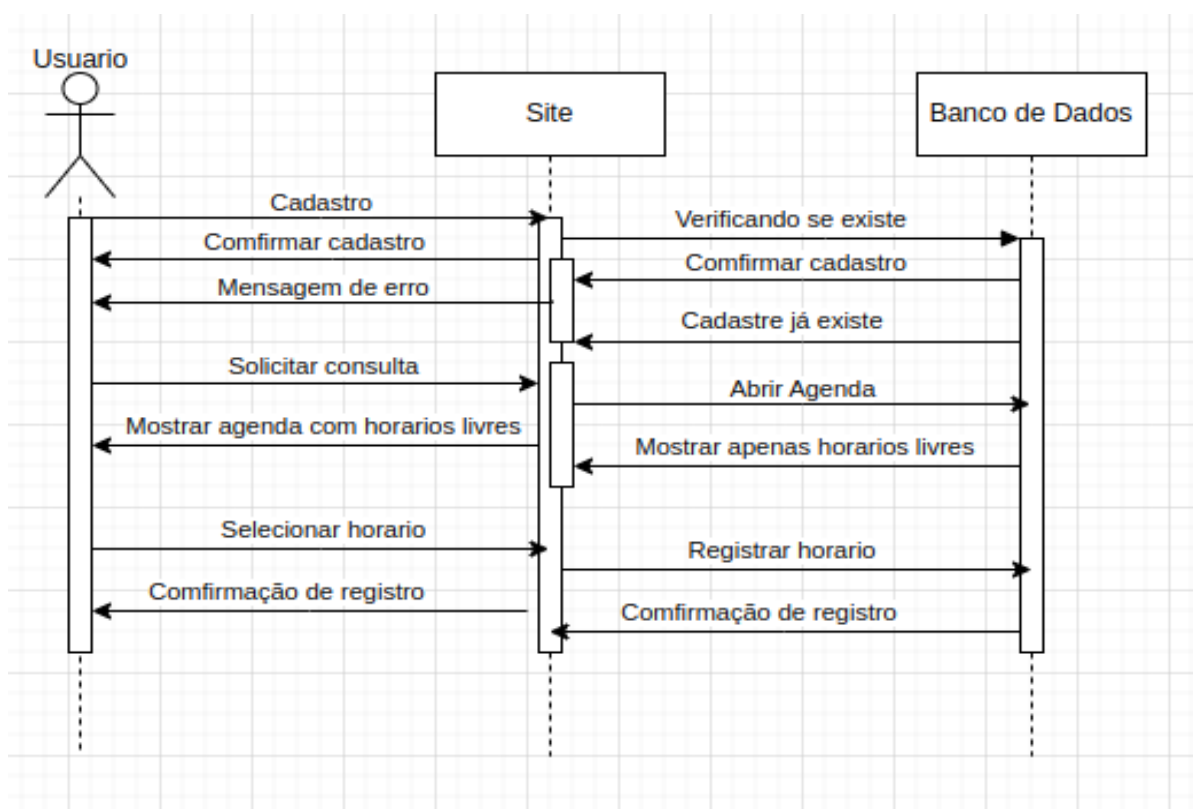 Usuario
Site
Banco de Dados
Cadastro
Verificando se existe
Comfirmar cadastro
Comfirmar cadastro
Mensagem de erro
Cadastre já existe
Solicitar consulta
Abrir Agenda
Mostrar agenda com horarios livres
Mostrar apenas horarios livres
Selecionar horario
Registrar horario
Comfirmação de registro
Comfirmação de registro